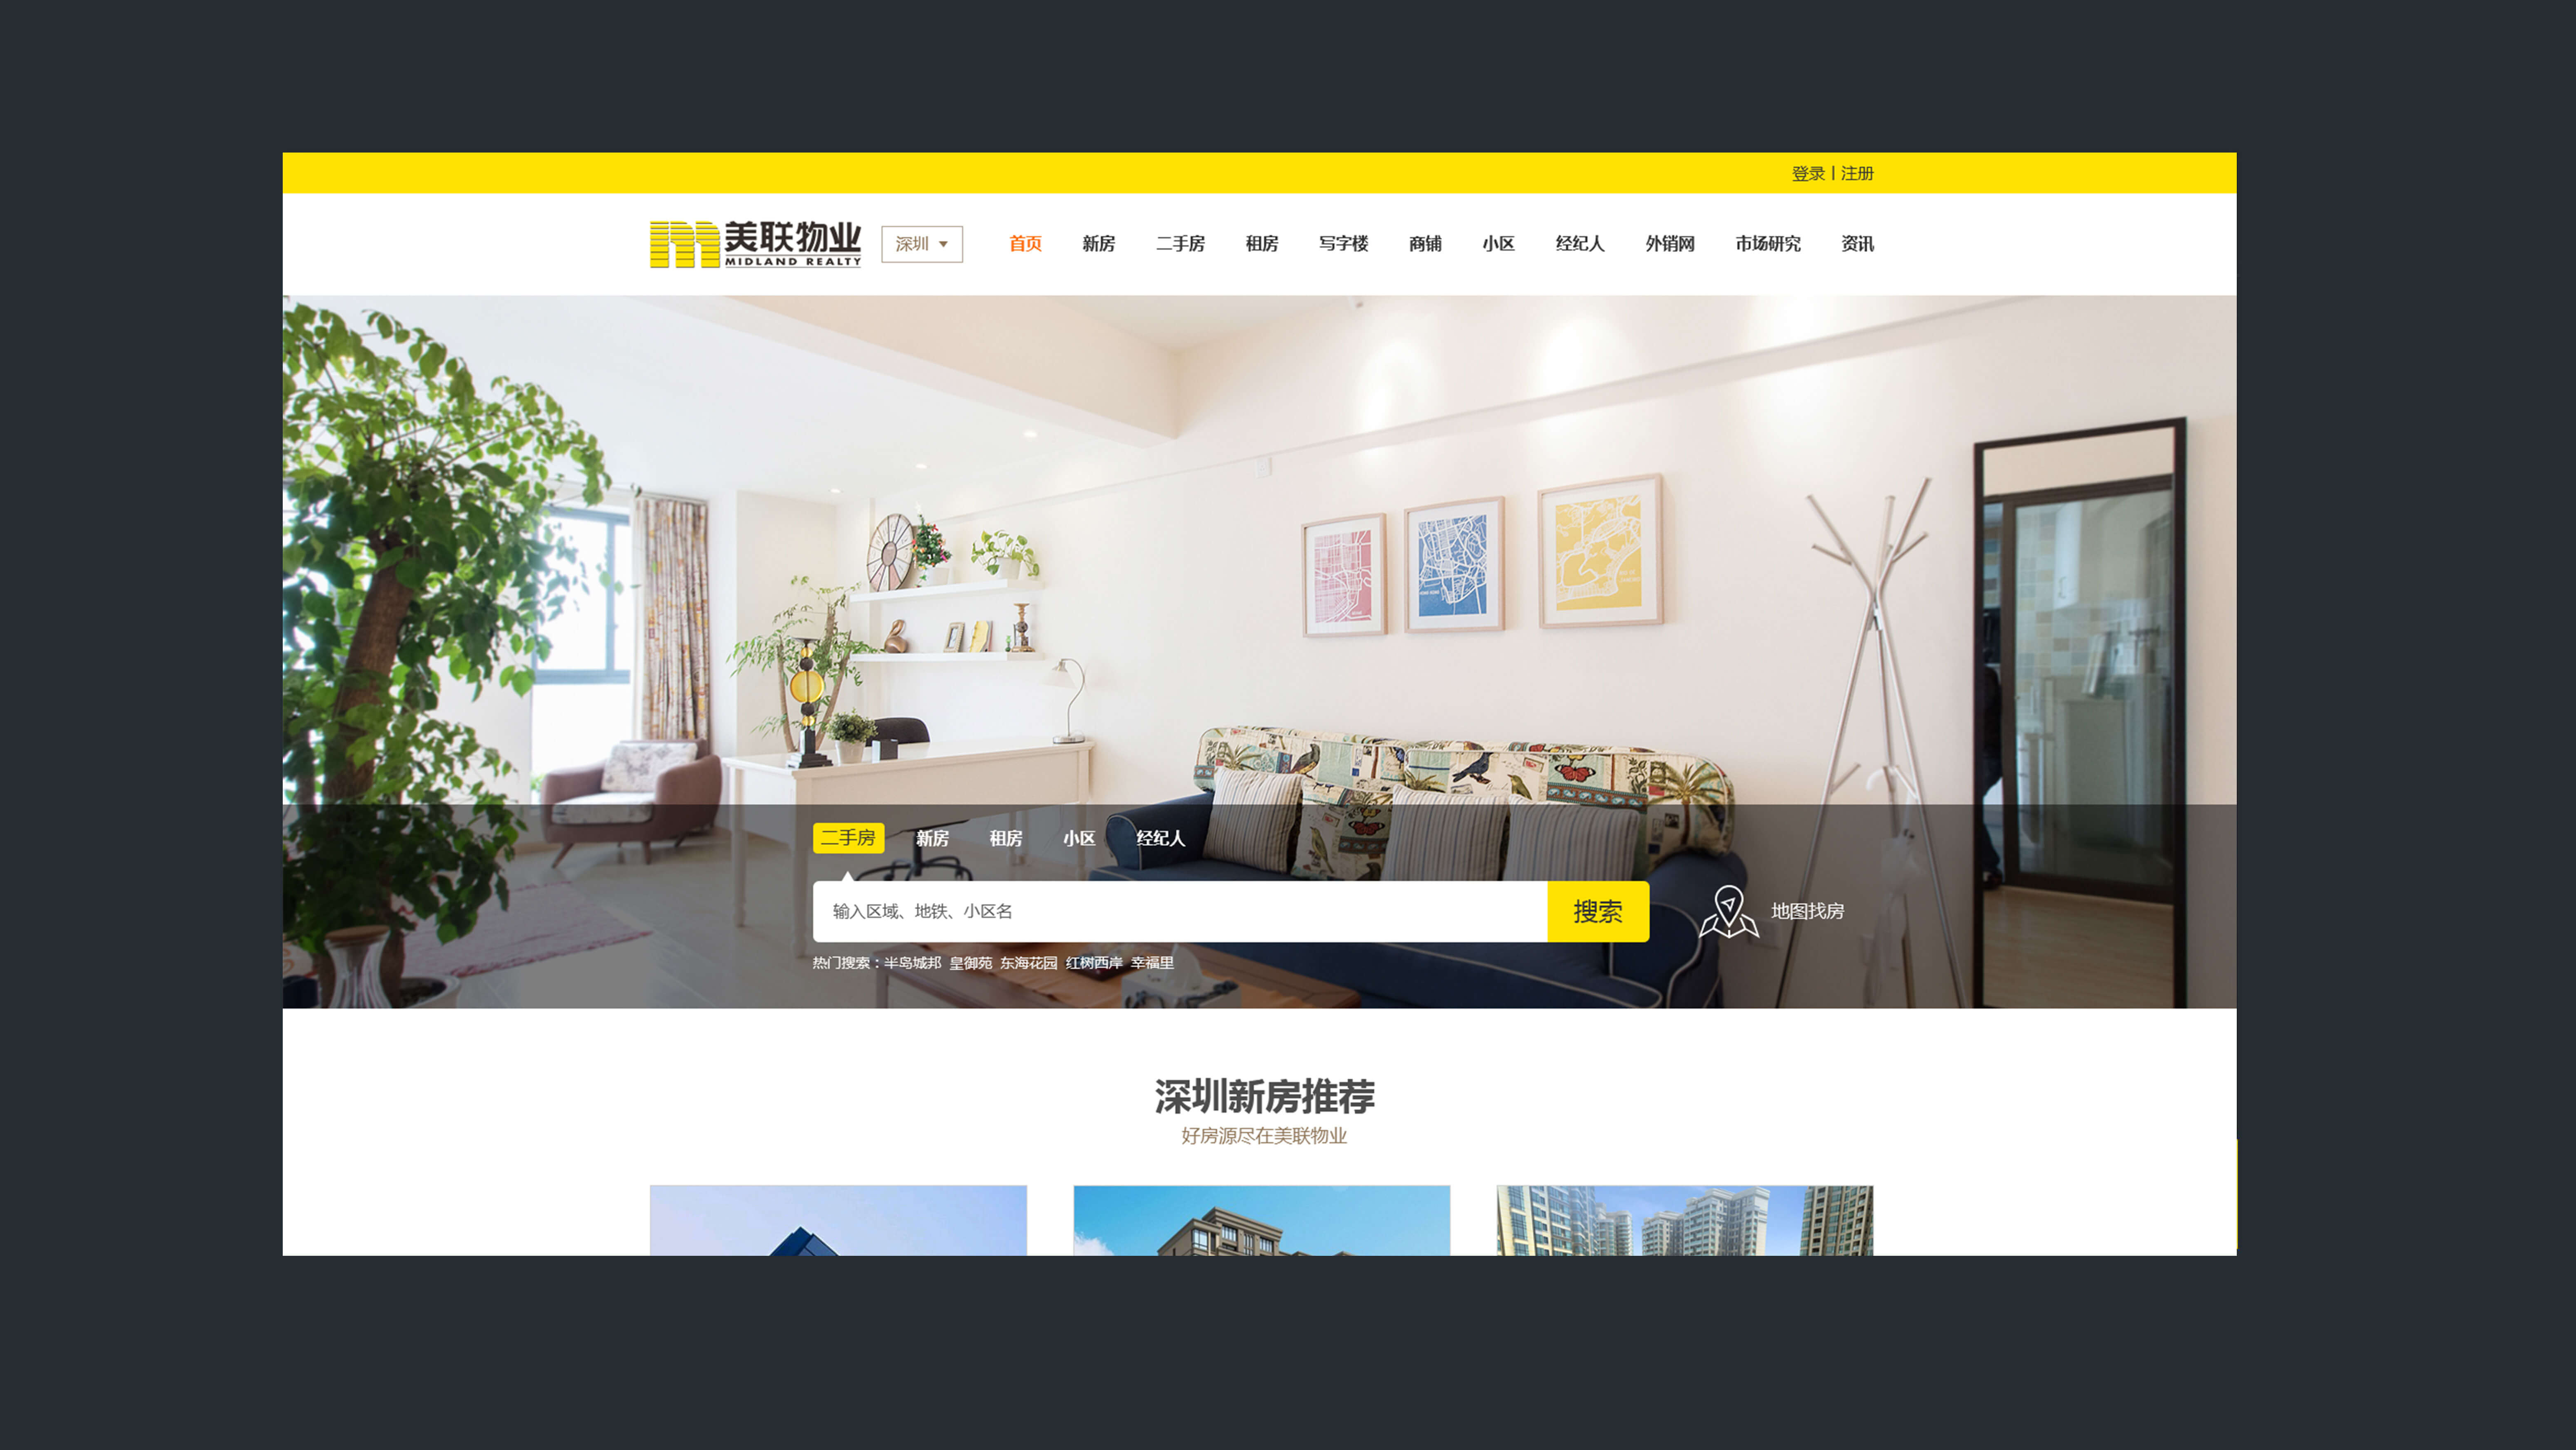 登录 | 注册
美联物业
MIDLAND REALTY
深圳
首页 新房 二手房 租房 写字楼 商铺 小区 经纪人 外销网 市场研究 资讯
二手房 新房 租房 小区 经纪人
输入区域、地铁、小区名
搜索
地图找房
热门搜索：半岛城邦 皇御苑 东海花园 红树西岸 幸福里
深圳新房推荐
好房源尽在美联物业